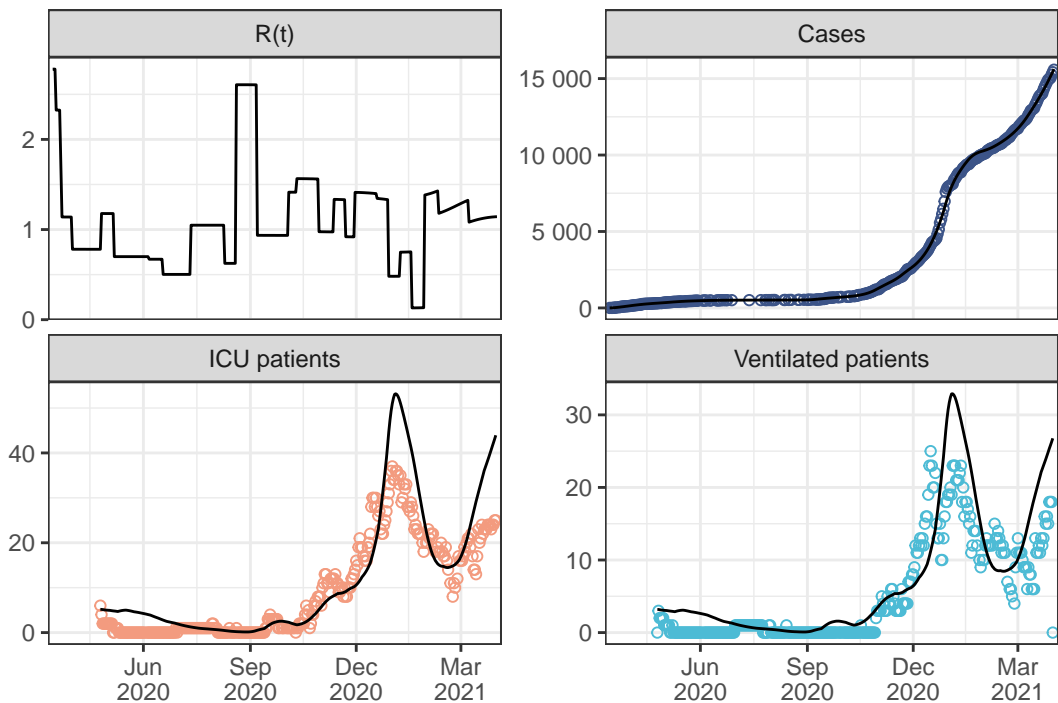 R(t)
Cases
2
1
0
15 000
10 000
5 000
0
ICU patients
Ventilated patients
40
20
0
30
20
10
0
Jun Sep Dec Mar
2020 2020 2020 2021
Jun Sep Dec Mar
2020 2020 2020 2021